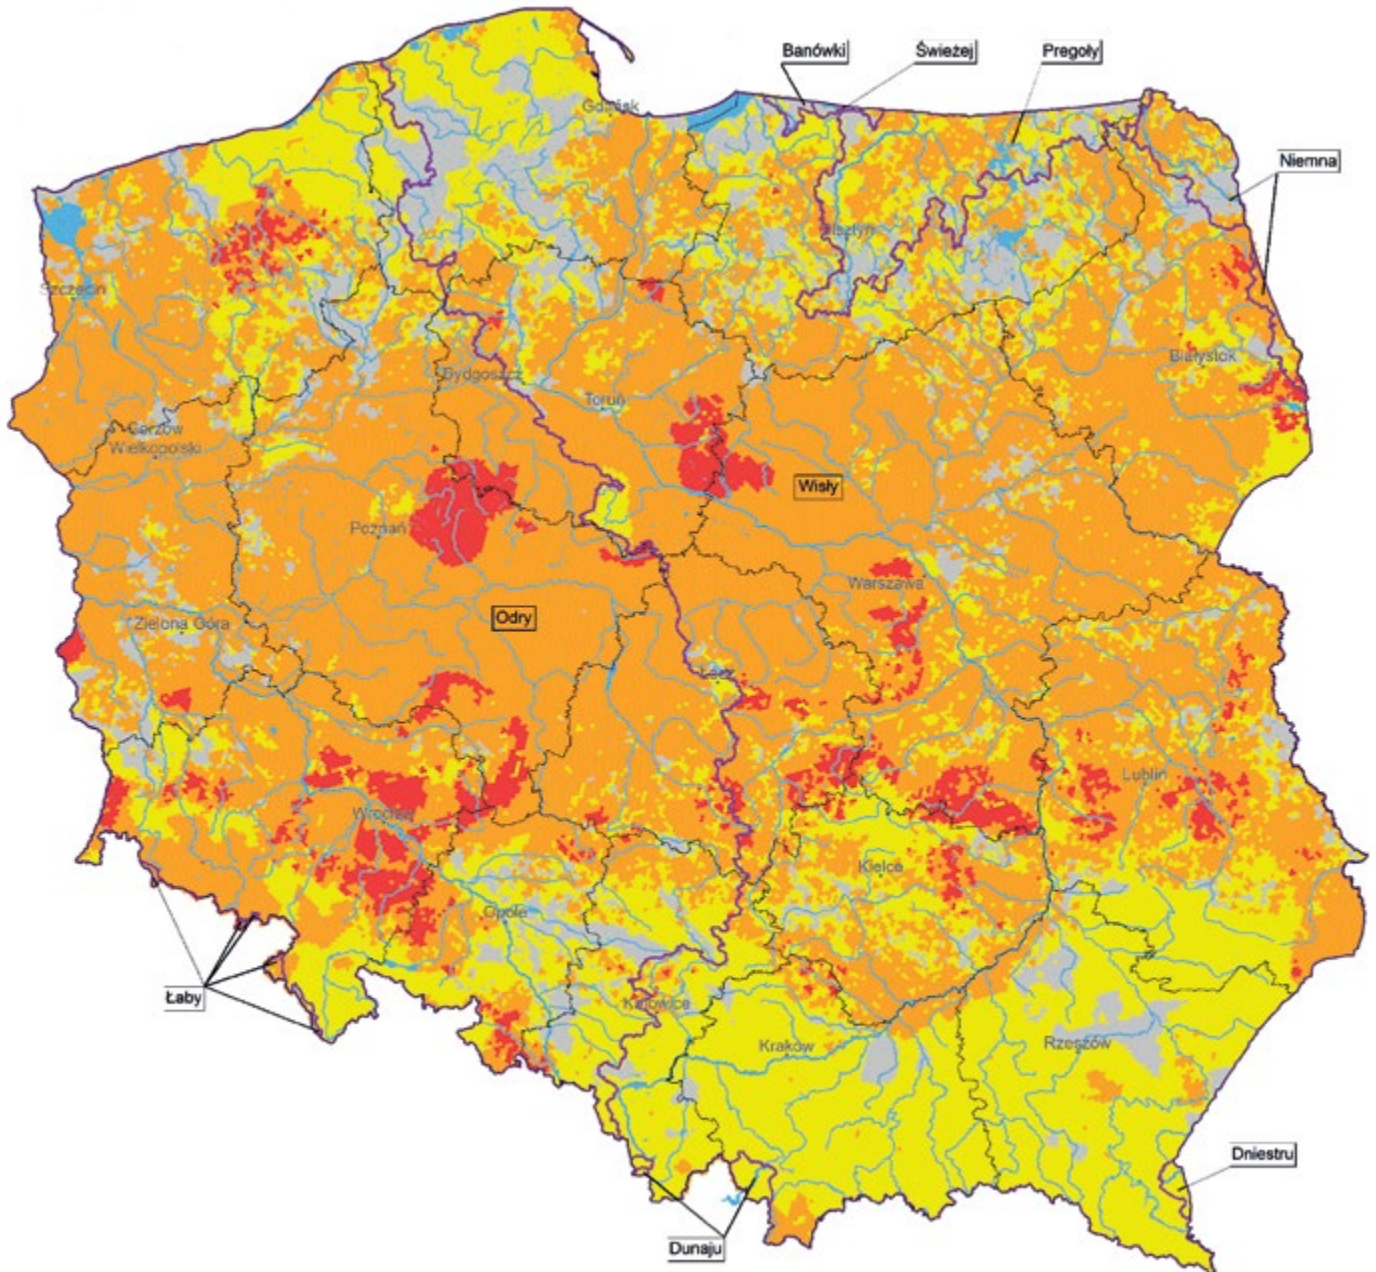 Banówki
Świeżej
Pregoły
Gdańsk
Niemna
Olsztyn
Szczecin
Białystok
Bydgoszcz
Toruń
Gorzów
Wielkopolski
Wisły
Poznań
Warszawa
Odry
Zielona Góra
Łódź
Lublin
Wrocław
Kielce
Opole
Łaby
Katowice
Kraków
Rzeszów
Dniestru
Dunaju